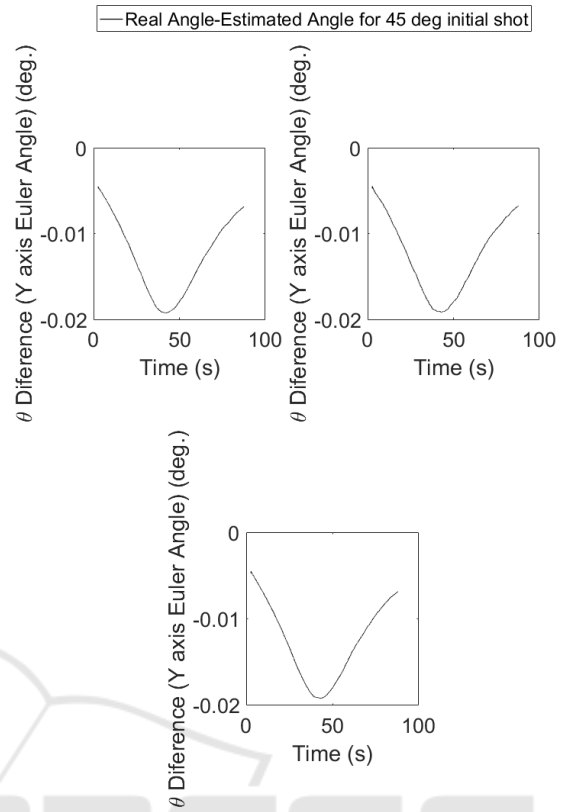 Real Angle-Estimated Angle for 45 deg initial shot
θ Diference (Y axis Euler Angle) (deg.)
0
-0.01
-0.02
0 50 100
Time (s)
θ Diference (Y axis Euler Angle) (deg.)
0
-0.01
-0.02
0 50 100
Time (s)
θ Diference (Y axis Euler Angle) (deg.)
0
-0.01
-0.02
0 50 100
Time (s)